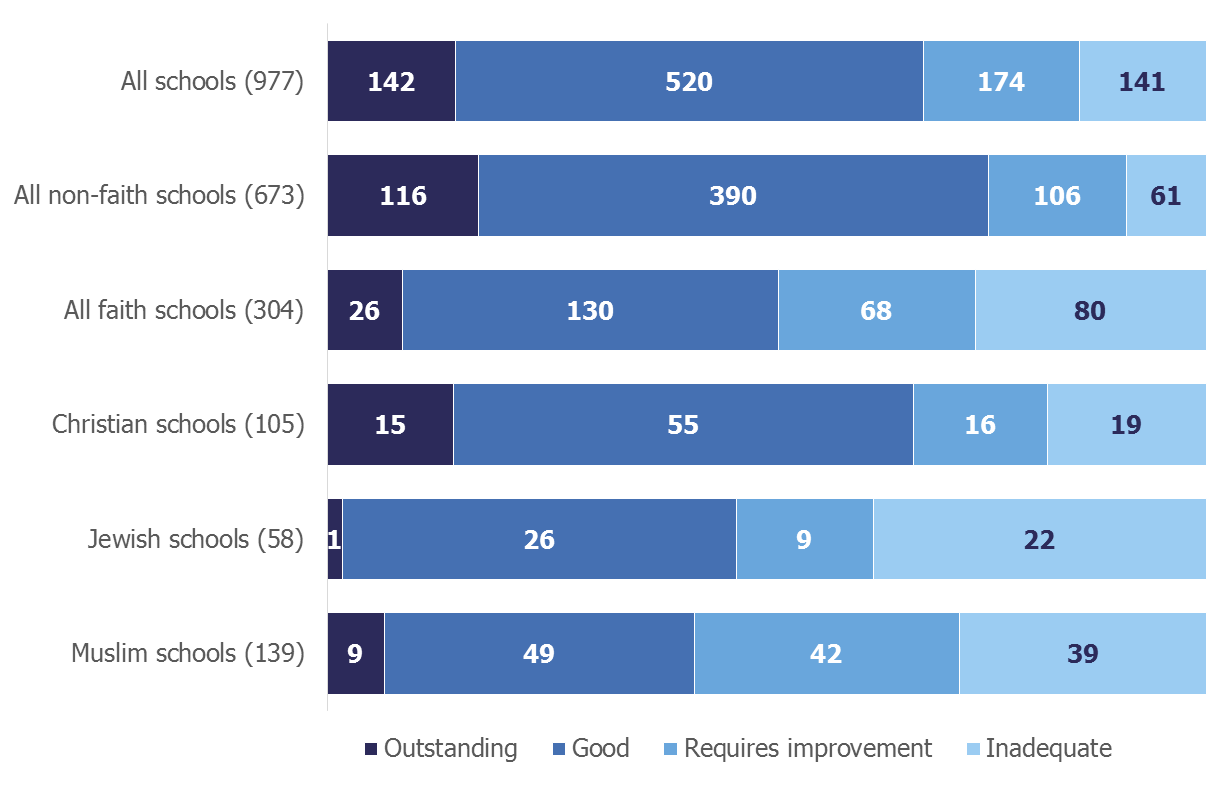 All schools (977) 142 520 174 141
All non-faith schools (673) 116 390 106 61
All faith schools (304) 26 130 68 80
Christian schools (105) 15 55 16 19
Jewish schools (58) 1 26 9 22
Muslim schools (139) 9 49 42 39
Outstanding Good Requires improvement Inadequate